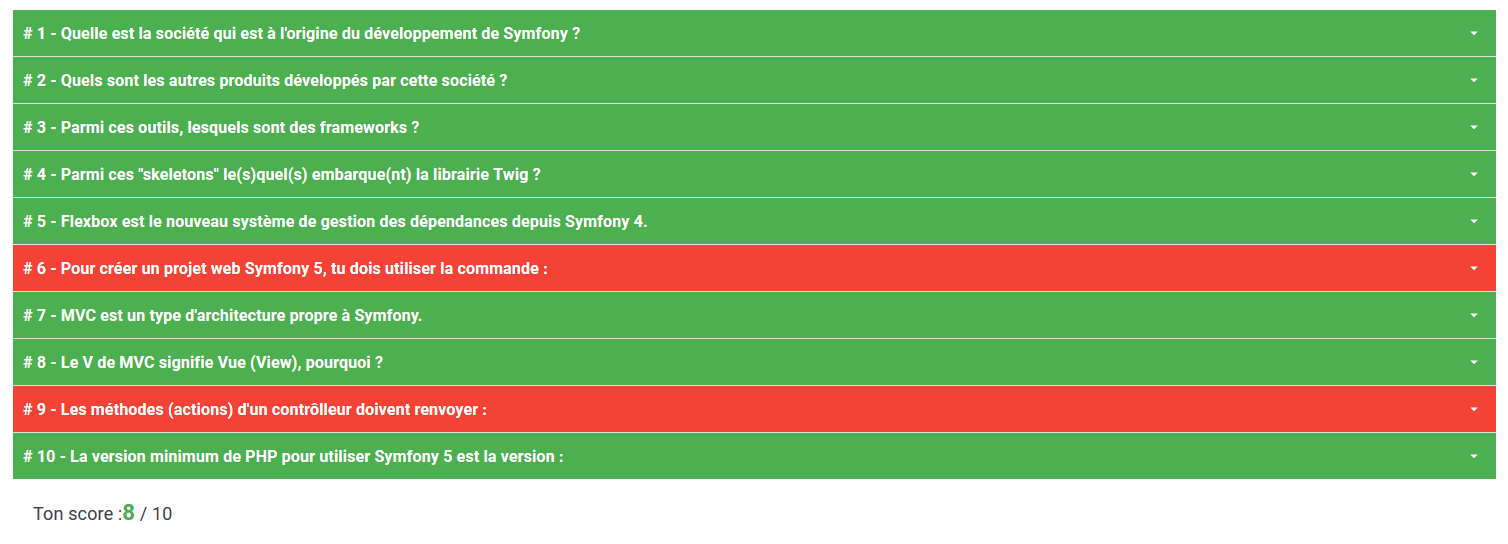 # 1 - Quelle est la société qui est à l'origine du développement de Symfony ?
# 2 - Quels sont les autres produits développés par cette société ?
# 3 - Parmi ces outils, lesquels sont des frameworks ?
# 4 - Parmi ces "skeletons" le(s)quel(s) embarque(nt) la librairie Twig ?
# 5 - Flexbox est le nouveau système de gestion des dépendances depuis Symfony 4.
# 6 - Pour créer un projet web Symfony 5, tu dois utiliser la commande :
# 7 - MVC est un type d'architecture propre à Symfony.
# 8 - Le V de MVC signifie Vue (View), pourquoi ?
# 9 - Les méthodes (actions) d'un contrôlleur doivent renvoyer :
# 10 - La version minimum de PHP pour utiliser Symfony 5 est la version :
Ton score :8 / 10